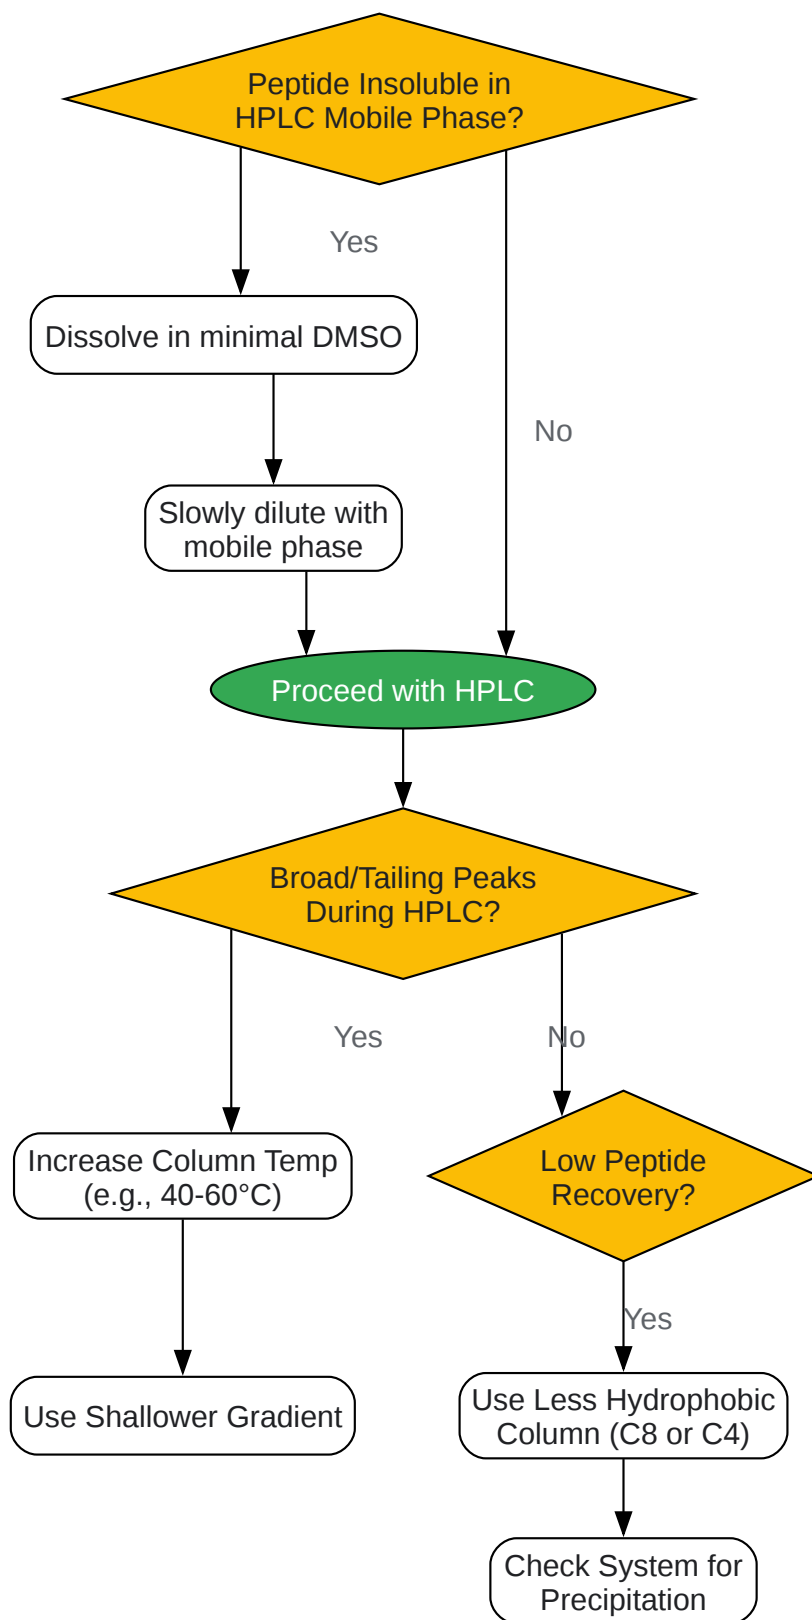 Peptide Insoluble in
HPLC Mobile Phase?
Yes
Dissolve in minimal DMSO
No
Slowly dilute with
mobile phase
Proceed with HPLC
Broad/Tailing Peaks
During HPLC?
Yes
No
Increase Column Temp
(e.g., 40-60°C)
Low Peptide
Recovery?
Yes
Use Shallower Gradient
Use Less Hydrophobic
Column (C8 or C4)
Check System for
Precipitation